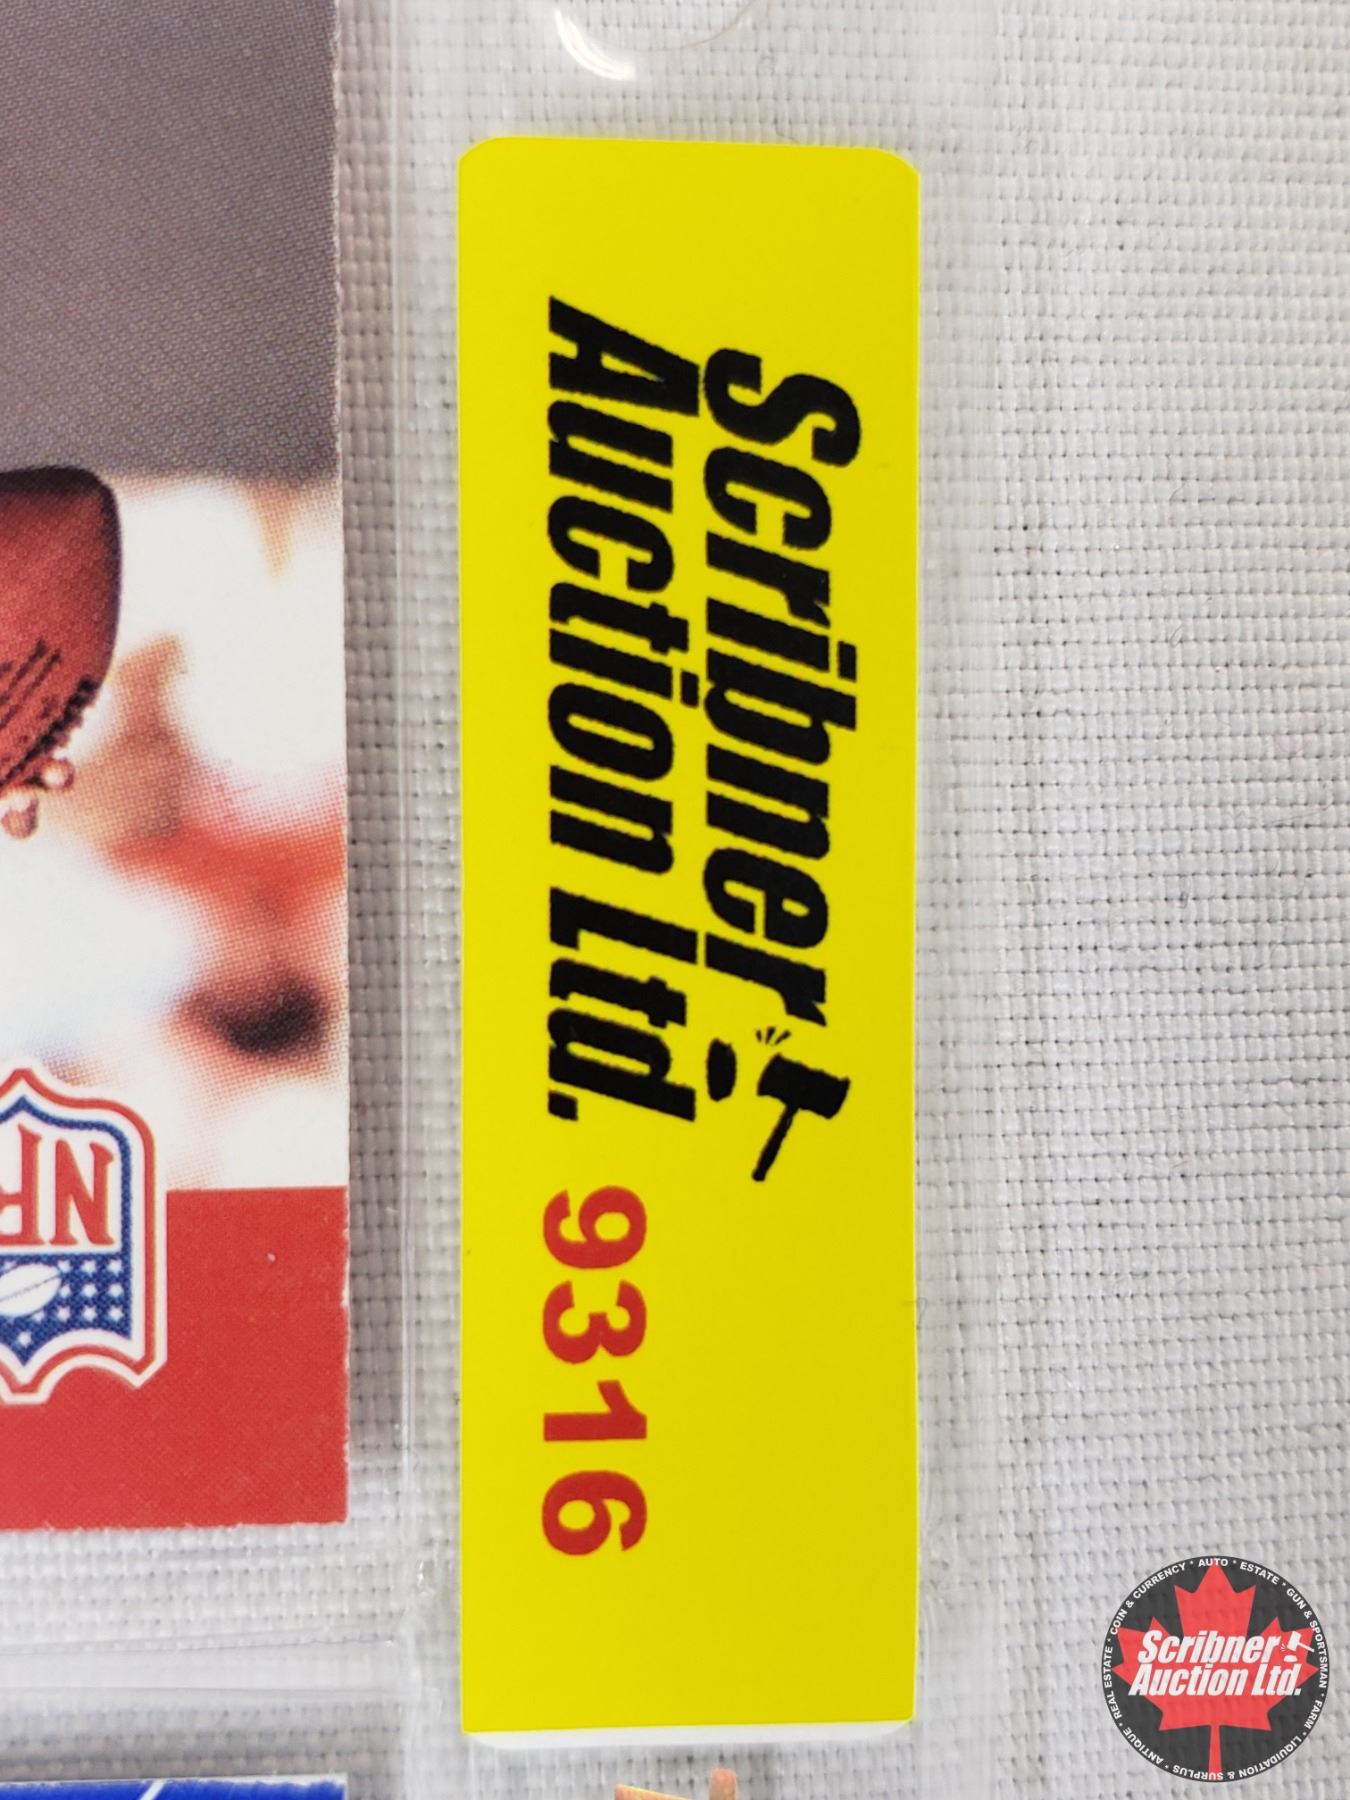 Scribner
Auction Ltd. 9316
NFL
COIN & CURRENCY * AUTO * ESTATE * GUN & SPORTSMAN * FARM * LIQUIDATION & SURPLUS * ANTIQUE * REAL ESTATE *
Scribner
Auction Ltd.